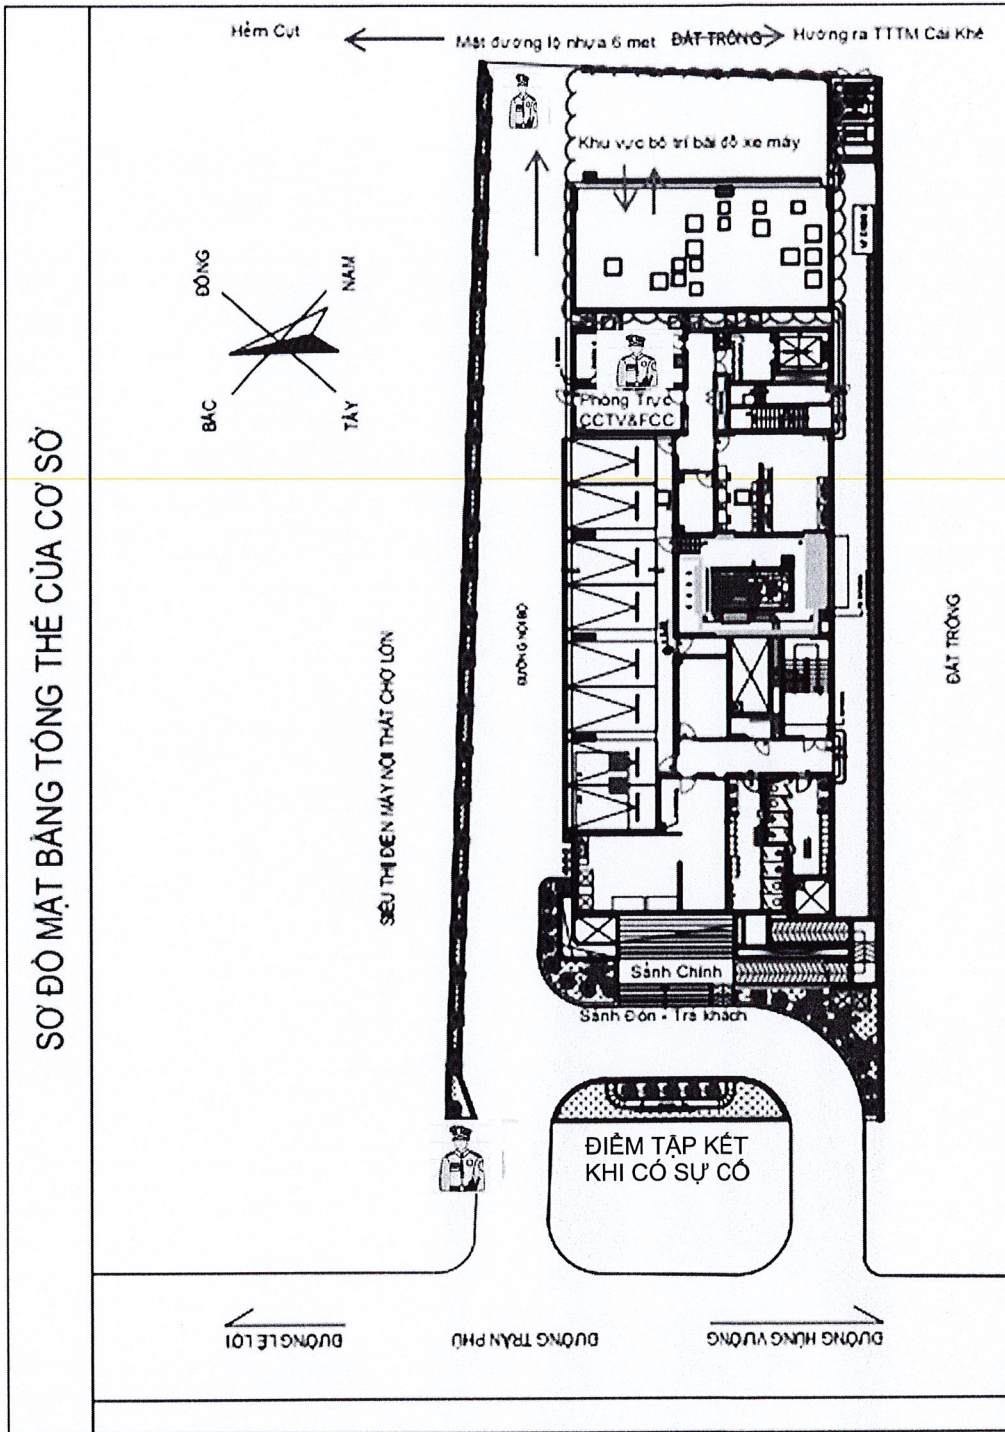 SƠ ĐỒ MẶT BẰNG TỔNG THỂ CỦA CƠ SỞ
Hẻm Cụt
Mặt đường lộ nhựa 6 met
ĐẤT TRỐNG
Hướng ra TTTM Cái Khế
Khu vực bố trí bãi đỗ xe máy
ĐÔNG
NAM
BẮC
TÂY
Phòng Trực
CCTV&FCC
SIÊU THỊ ĐIỆN MÁY NỘI THẤT CHỢ LỚN
ĐƯỜNG NỘI BỘ
ĐẤT TRỐNG
Sảnh Chính
Sảnh Đón - Trả khách
ĐIỂM TẬP KẾT
KHI CÓ SỰ CỐ
ĐƯỜNG LÊ LỢI
ĐƯỜNG TRẦN PHÚ
ĐƯỜNG HÙNG VƯƠNG